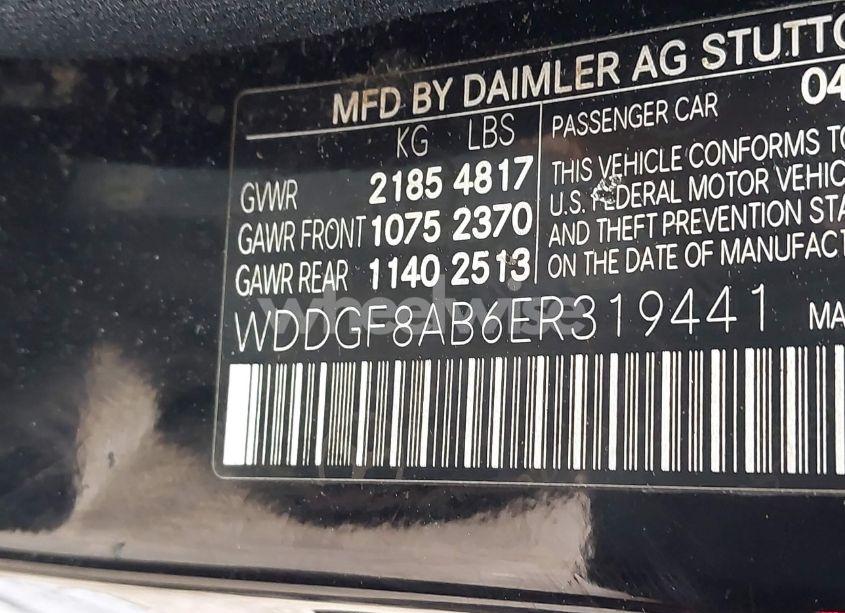 MFD BY DAIMLER AG STUTTG
04
KG LBS
PASSENGER CAR
GVWR 2185 4817
GAWR FRONT 1075 2370
GAWR REAR 1140 2513
THIS VEHICLE CONFORMS TO
U.S. FEDERAL MOTOR VEHIC
AND THEFT PREVENTION STA
ON THE DATE OF MANUFACT
WDDGF8AB6ER319441 MA
wheelwise